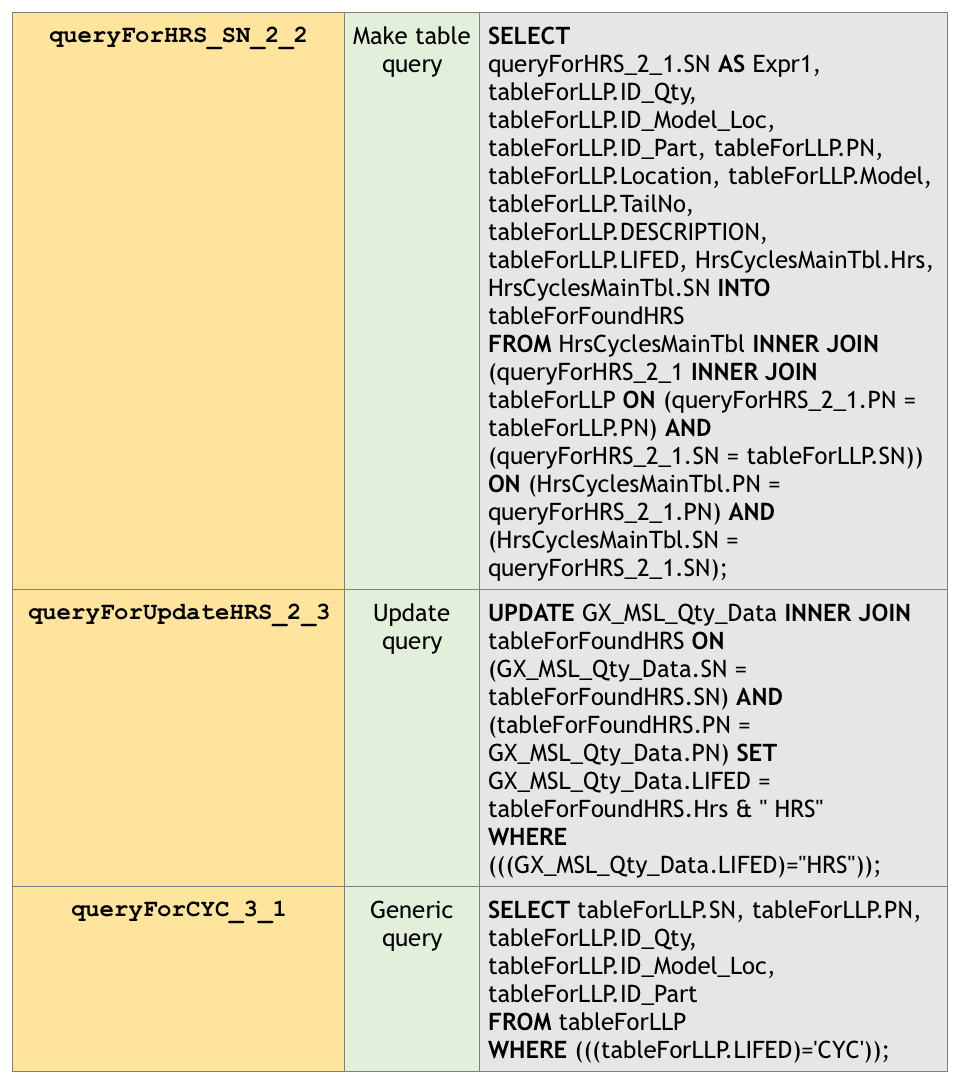 queryForHRS_SN_2_2
Make table
query
SELECT
queryForHRS_2_1.SN AS Expr1,
tableForLLP.ID_Qty,
tableForLLP.ID_Model_Loc,
tableForLLP.ID_Part, tableForLLP.PN,
tableForLLP.Location, tableForLLP.Model,
tableForLLP.TailNo,
tableForLLP.DESCRIPTION,
tableForLLP.LIFED, HrsCyclesMainTbl.Hrs,
HrsCyclesMainTbl.SN INTO
tableForFoundHRS
FROM HrsCyclesMainTbl INNER JOIN
(queryForHRS_2_1 INNER JOIN
tableForLLP ON (queryForHRS_2_1.PN =
tableForLLP.PN) AND
(queryForHRS_2_1.SN = tableForLLP.SN))
ON (HrsCyclesMainTbl.PN =
queryForHRS_2_1.PN) AND
(HrsCyclesMainTbl.SN =
queryForHRS_2_1.SN);
queryForUpdateHRS_2_3
Update
query
UPDATE GX_MSL_Qty_Data INNER JOIN
tableForFoundHRS ON
(GX_MSL_Qty_Data.SN =
tableForFoundHRS.SN) AND
(tableForFoundHRS.PN =
GX_MSL_Qty_Data.PN) SET
GX_MSL_Qty_Data.LIFED =
tableForFoundHRS.Hrs & " HRS"
WHERE
(((GX_MSL_Qty_Data.LIFED)="HRS"));
queryForCYC_3_1
Generic
query
SELECT tableForLLP.SN, tableForLLP.PN,
tableForLLP.ID_Qty,
tableForLLP.ID_Model_Loc,
tableForLLP.ID_Part
FROM tableForLLP
WHERE (((tableForLLP.LIFED)='CYC'));